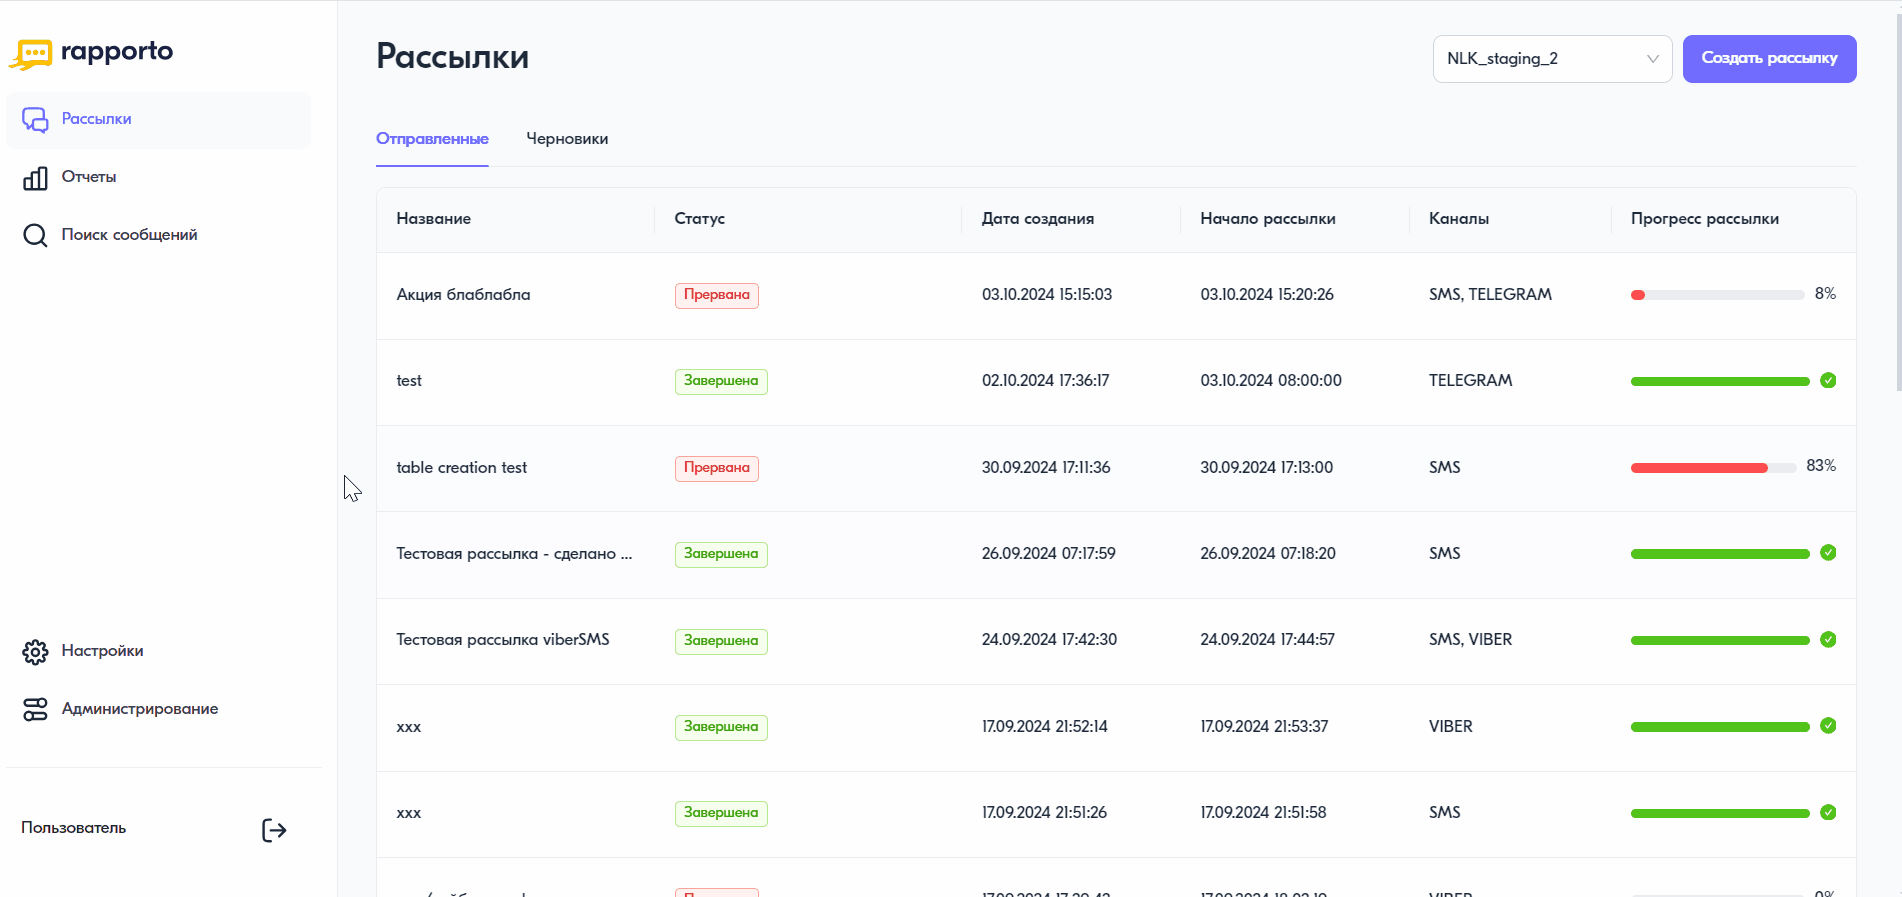 rapporto
Рассылки
Отчеты
Поиск сообщений
Настройки
Администрирование
Пользователь
Рассылки
NLK_staging_2
Создать рассылку
Отправленные Черновики
Название Статус Дата создания Начало рассылки Каналы Прогресс рассылки
Акция блаблабла Прервана 03.10.2024 15:15:03 03.10.2024 15:20:26 SMS, TELEGRAM 8%
test Завершена 02.10.2024 17:36:17 03.10.2024 08:00:00 TELEGRAM
table creation test Прервана 30.09.2024 17:11:36 30.09.2024 17:13:00 SMS 83%
Тестовая рассылка - сделано ... Завершена 26.09.2024 07:17:59 26.09.2024 07:18:20 SMS
Тестовая рассылка viberSMS Завершена 24.09.2024 17:42:30 24.09.2024 17:44:57 SMS, VIBER
xxx Завершена 17.09.2024 21:52:14 17.09.2024 21:53:37 VIBER
xxx Завершена 17.09.2024 21:51:26 17.09.2024 21:51:58 SMS
VIBER 0%